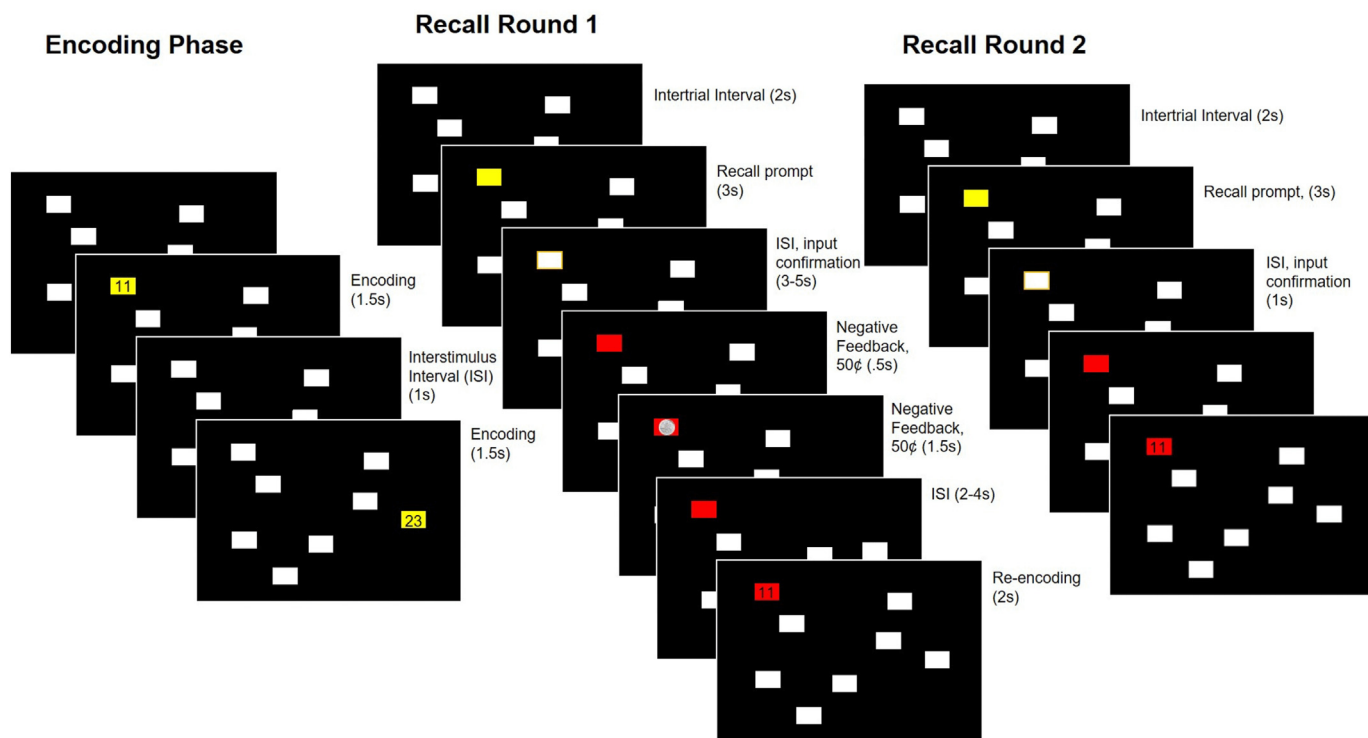 Encoding Phase
11
Encoding
(1.5s)
Interstimulus
Interval (ISI)
(1s)
Encoding
(1.5s)
23
Recall Round 1
Intertrial Interval (2s)
Recall prompt
(3s)
ISI, input
confirmation
(3-5s)
Negative
Feedback,
50¢ (.5s)
Negative
Feedback,
50¢ (1.5s)
ISI (2-4s)
Re-encoding
(2s)
11
Recall Round 2
Intertrial Interval (2s)
Recall prompt, (3s)
ISI, input
confirmation
(1s)
11